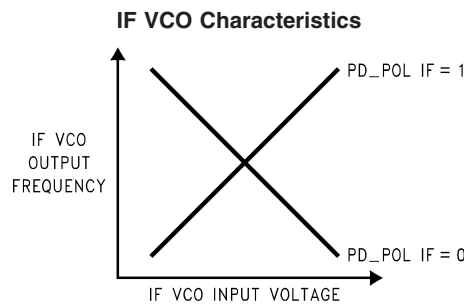 IF VCO Characteristics
PD_POL IF = 1
IF VCO
OUTPUT
FREQUENCY
PD_POL IF = 0
IF VCO INPUT VOLTAGE